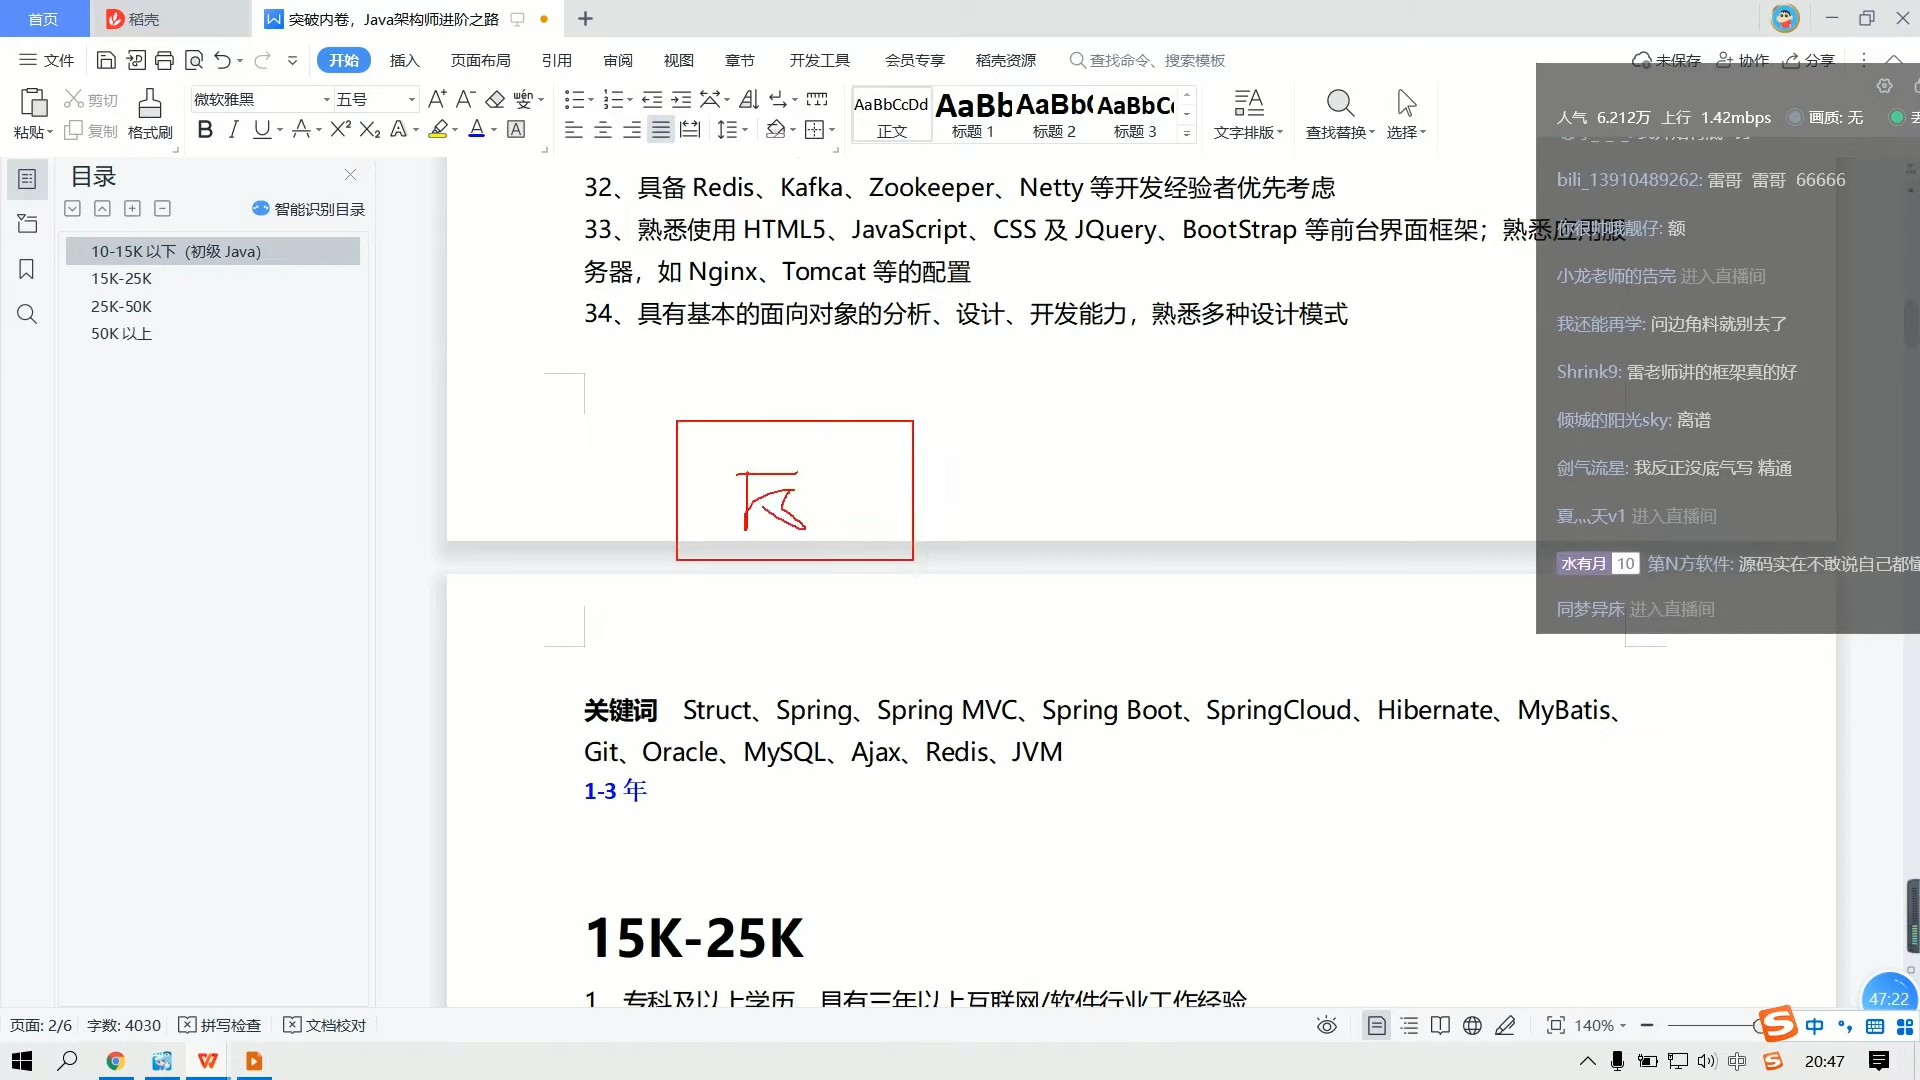 首页
稻壳
突破内卷，Java架构师进阶之路
文件
开始
插入
页面布局
引用
审阅
视图
章节
开发工具
会员专享
稻壳资源
查找命令、搜索模板
未保存
协作
分享
粘贴
剪切
复制
格式刷
微软雅黑
五号
AaBbCcDd
正文
AaBb
标题 1
AaBb(
标题 2
AaBbC
标题 3
文字排版
查找替换
选择
目录
智能识别目录
10-15K 以下（初级 Java）
15K-25K
25K-50K
50K 以上
32、具备 Redis、Kafka、Zookeeper、Netty 等开发经验者优先考虑
33、熟悉使用 HTML5、JavaScript、CSS 及 JQuery、BootStrap 等前台界面框架；熟悉应用服
务器，如 Nginx、Tomcat 等的配置
34、具有基本的面向对象的分析、设计、开发能力，熟悉多种设计模式
关键词 Struct、Spring、Spring MVC、Spring Boot、SpringCloud、Hibernate、MyBatis、
Git、Oracle、MySQL、Ajax、Redis、JVM
1-3 年
15K-25K
1、专科及以上学历，具有三年以上互联网/软件行业工作经验
人气 6.212万 上行 1.42mbps 画质: 无
bili_13910489262: 雷哥 雷哥 66666
你很帅哦靓仔: 额
小龙老师的告完 进入直播间
我还能再学: 问边角料就别去了
Shrink9: 雷老师讲的框架真的好
倾城的阳光sky: 离谱
剑气流星: 我反正没底气写 精通
夏灬天v1 进入直播间
水有月 10 第N方软件: 源码实在不敢说自己都懂
同梦异床 进入直播间
47:22
页面: 2/6
字数: 4030
拼写检查
文档校对
140%
中
20:47